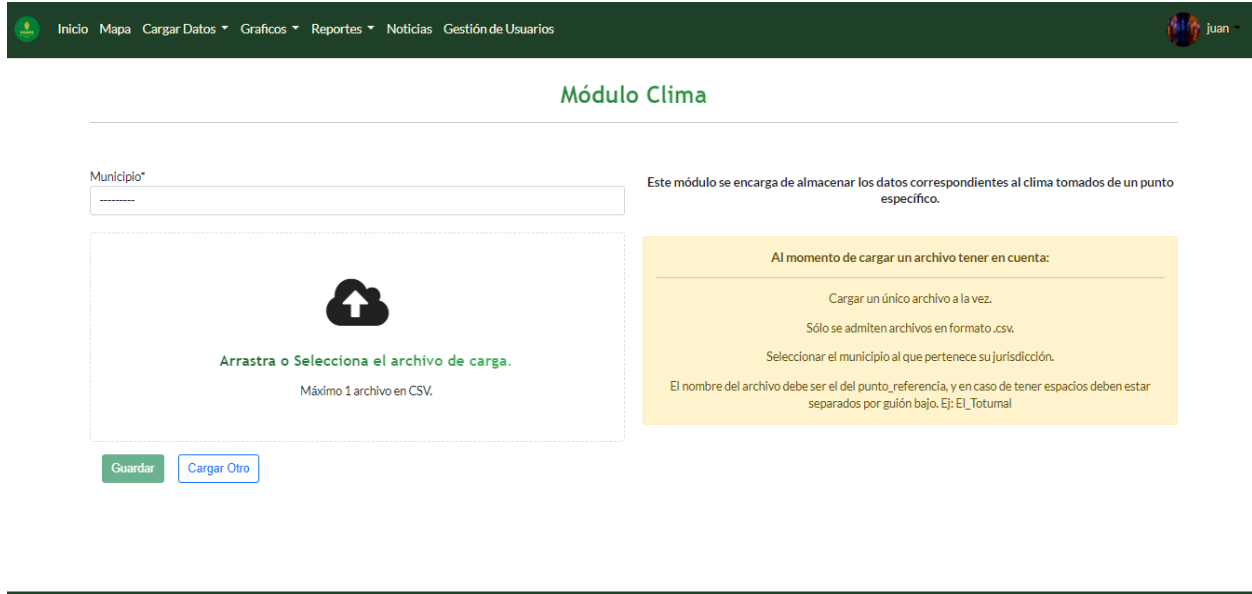 Inicio Mapa Cargar Datos Graficos Reportes Noticias Gestión de Usuarios juan
Módulo Clima
Municipio*
---------
Arrastra o Selecciona el archivo de carga.
Máximo 1 archivo en CSV.
Guardar Cargar Otro
Este módulo se encarga de almacenar los datos correspondientes al clima tomados de un punto
específico.
Al momento de cargar un archivo tener en cuenta:
Cargar un único archivo a la vez.
Sólo se admiten archivos en formato .csv.
Seleccionar el municipio al que pertenece su jurisdicción.
El nombre del archivo debe ser el del punto_referencia, y en caso de tener espacios deben estar
separados por guión bajo. Ej: El_Totumal